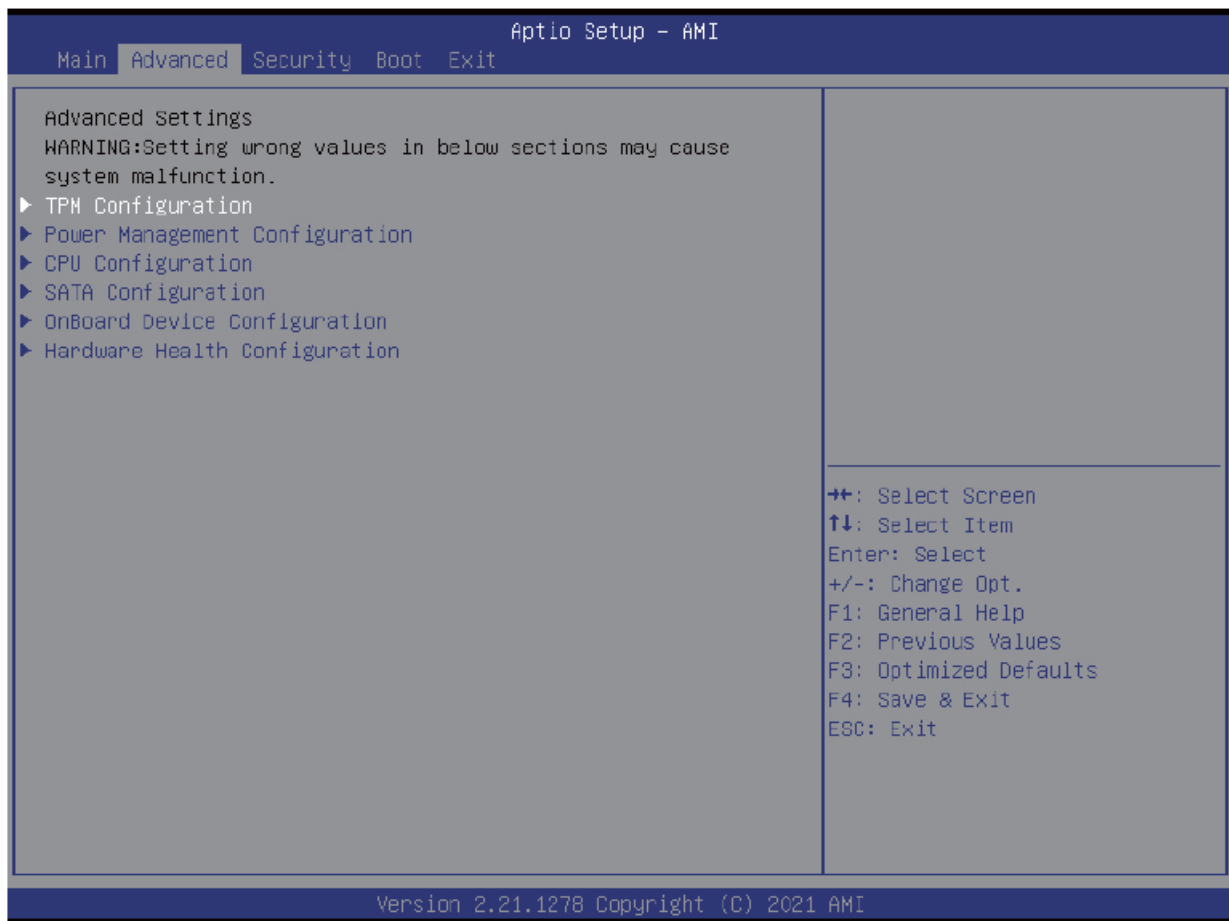 Aptio Setup - AMI
Main Advanced Security Boot Exit
Advanced Settings
WARNING:Setting wrong values in below sections may cause
system malfunction.
▶ TPM Configuration
▶ Power Management Configuration
▶ CPU Configuration
▶ SATA Configuration
▶ OnBoard Device Configuration
▶ Hardware Health Configuration
→←: Select Screen
↑↓: Select Item
Enter: Select
+/-: Change Opt.
F1: General Help
F2: Previous Values
F3: Optimized Defaults
F4: Save & Exit
ESC: Exit
Version 2.21.1278 Copyright (C) 2021 AMI